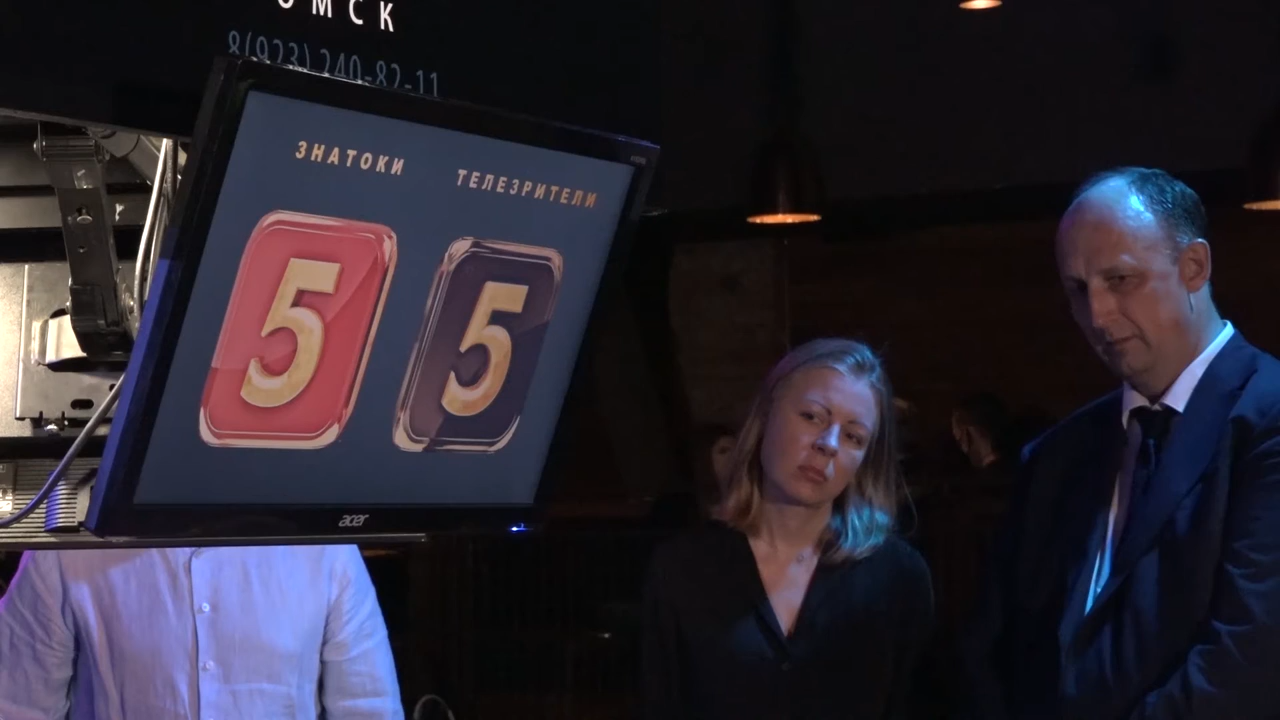 ОМСК
8(923) 240-82-11
ЗНАТОКИ
ТЕЛЕЗРИТЕЛИ
5 5
acer